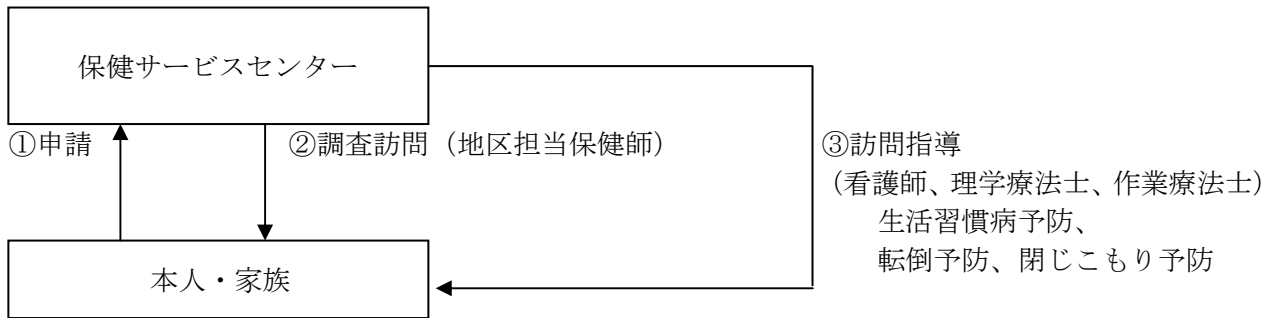 保健サービスセンター
①申請
②調査訪問（地区担当保健師）
③訪問指導
（看護師、理学療法士、作業療法士）
生活習慣病予防、
転倒予防、閉じこもり予防
本人・家族